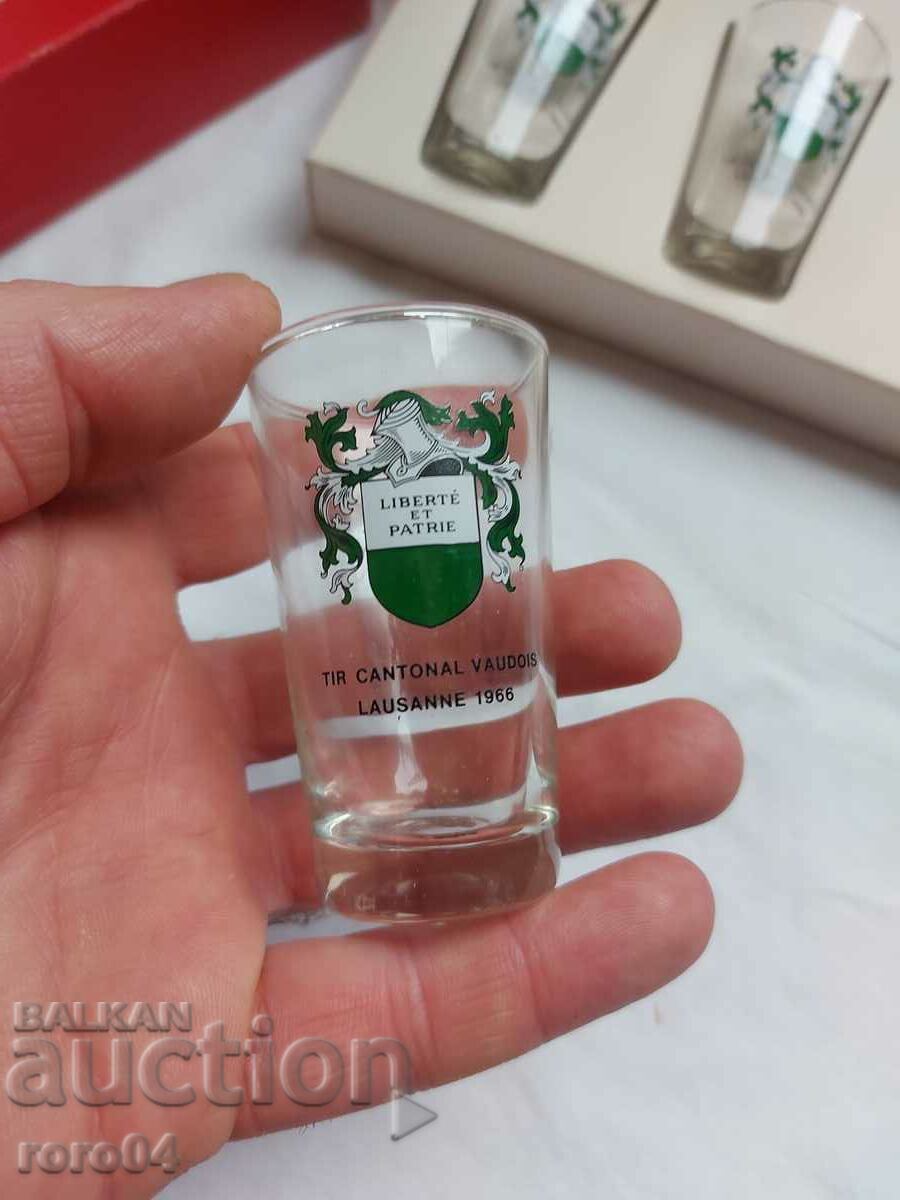 LIBERTÉ
ET
PATRIE
TIR CANTONAL VAUDOIS
LAUSANNE 1966
BALKAN
auction
roro04